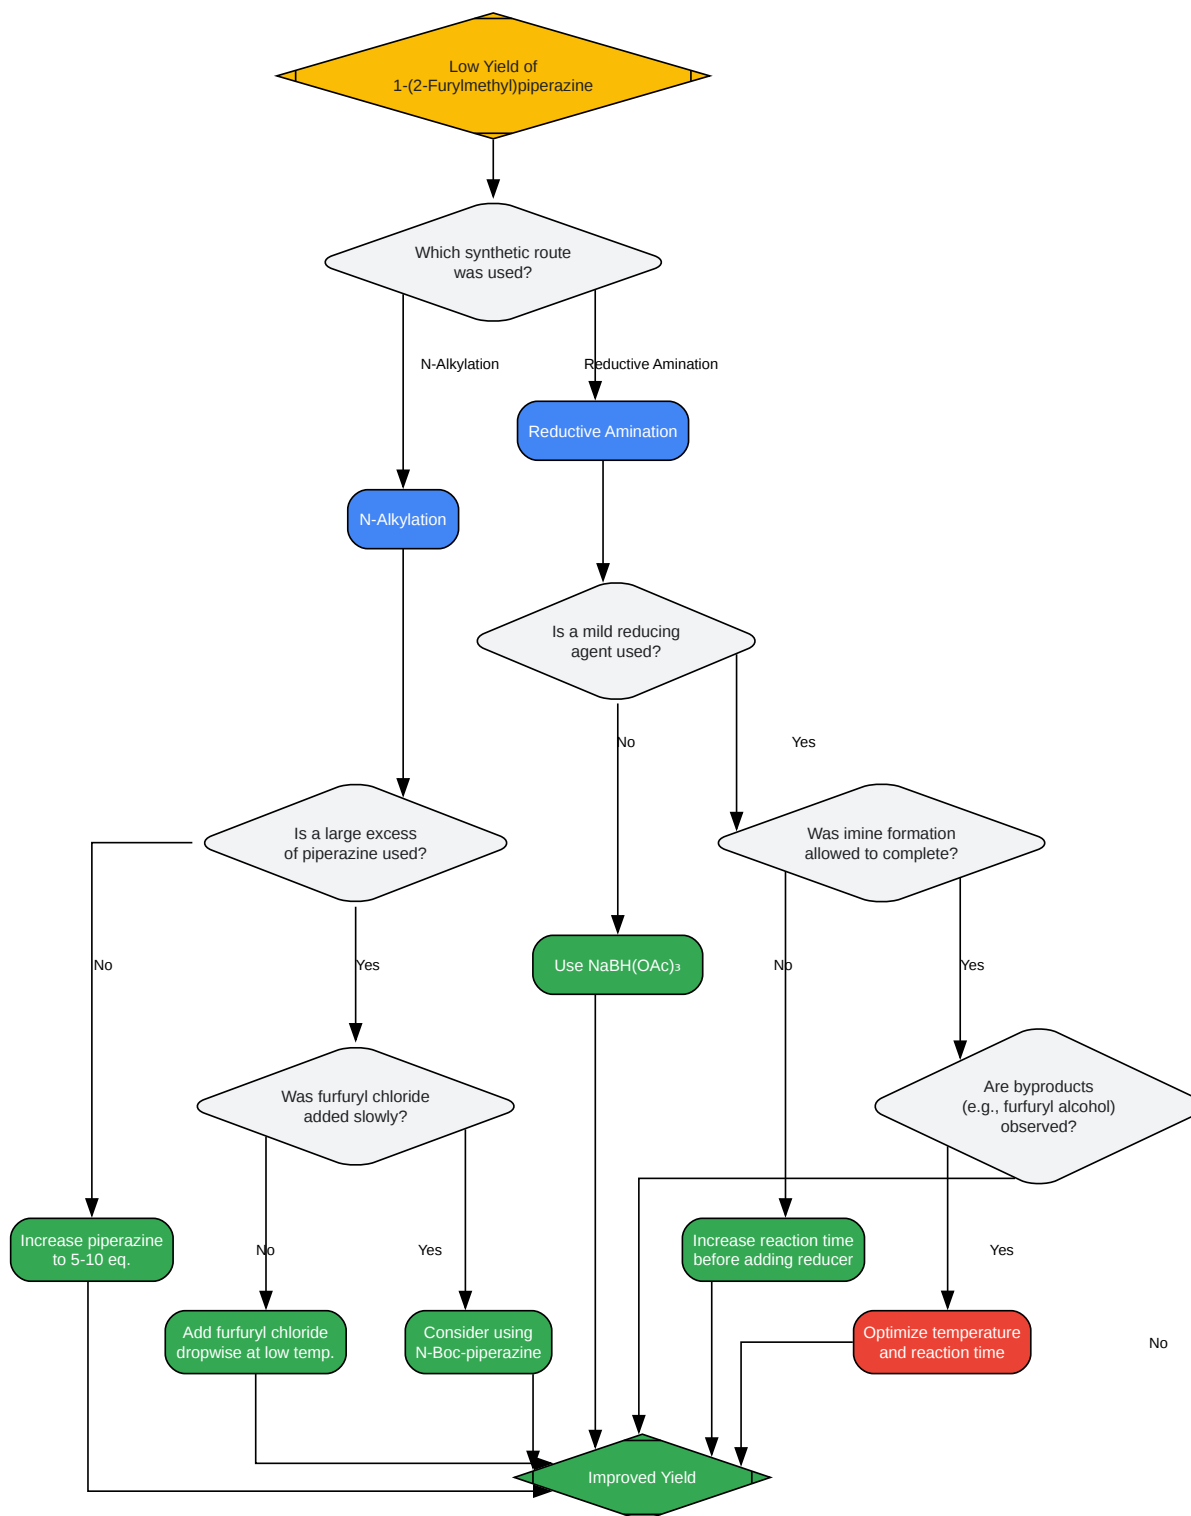 Low Yield of
1-(2-Furylmethyl)piperazine
Which synthetic route
was used?
N-Alkylation
Reductive Amination
Reductive Amination
N-Alkylation
Is a mild reducing
agent used?
No
Yes
Is a large excess
of piperazine used?
Was imine formation
allowed to complete?
No
Yes
Use NaBH(OAc)₃
No
Yes
Was furfuryl chloride
added slowly?
Are byproducts
(e.g., furfuryl alcohol)
observed?
Increase piperazine
to 5-10 eq.
No
Yes
Increase reaction time
before adding reducer
Yes
Add furfuryl chloride
dropwise at low temp.
Consider using
N-Boc-piperazine
Optimize temperature
and reaction time
No
Improved Yield